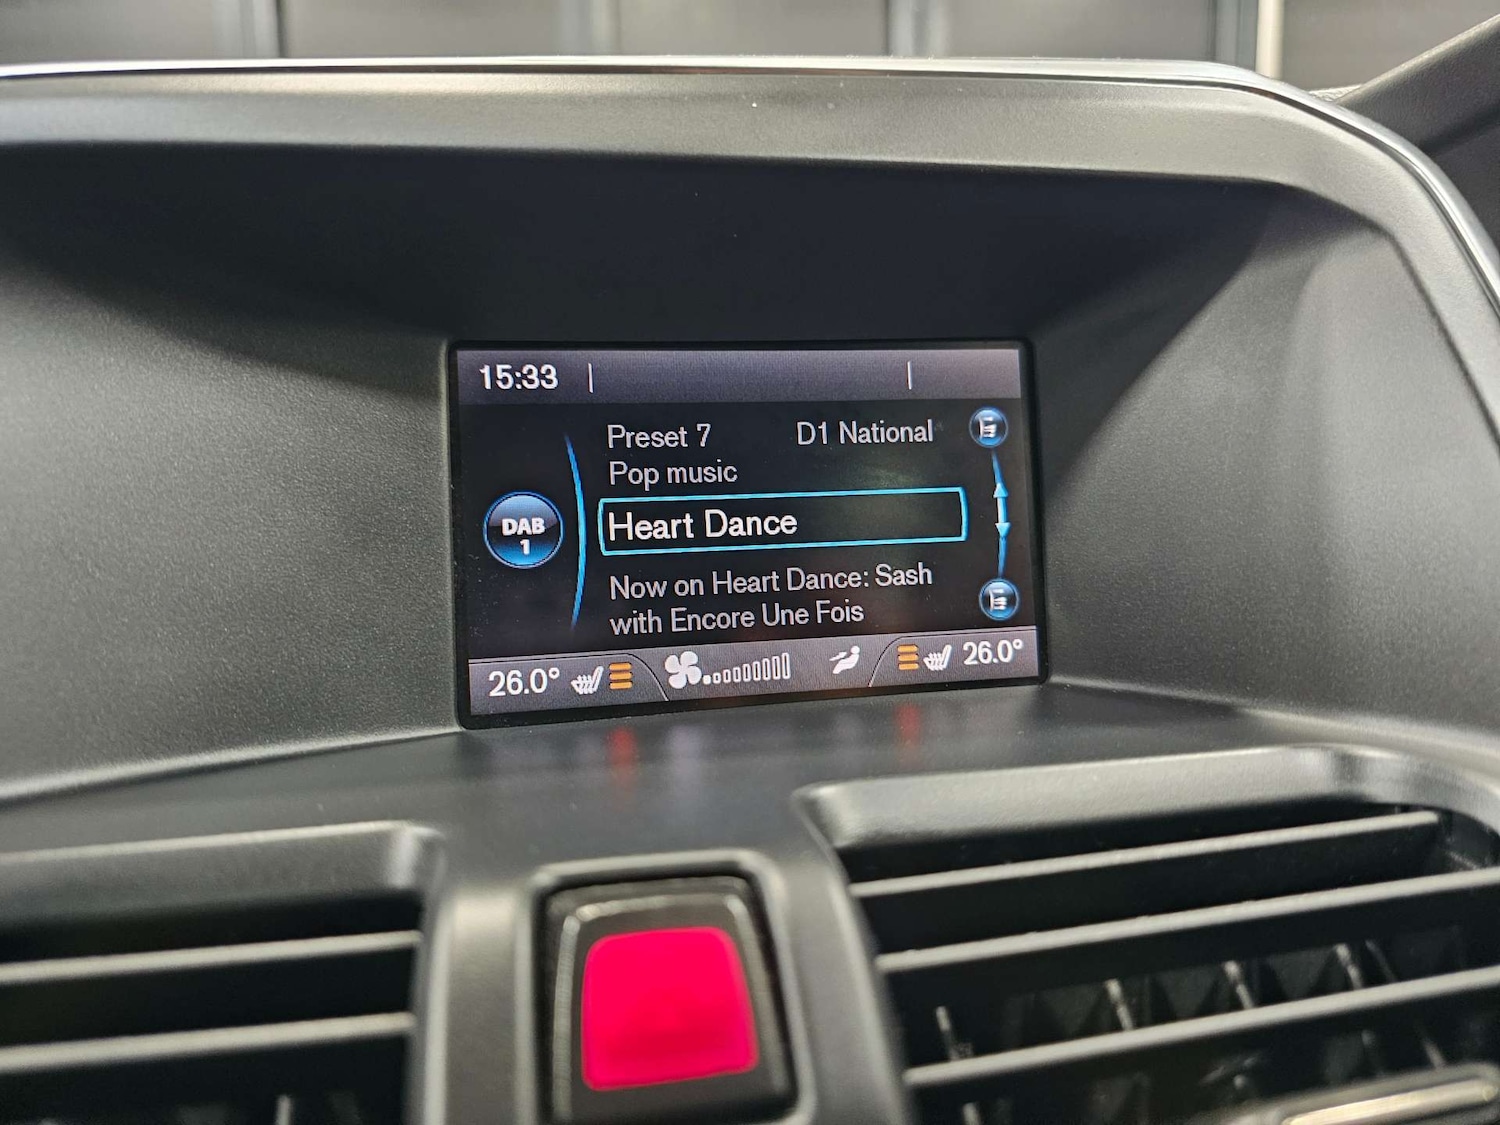 15:33
Preset 7 D1 National
Pop music
DAB
1
Heart Dance
Now on Heart Dance: Sash
with Encore Une Fois
26.0° 26.0°